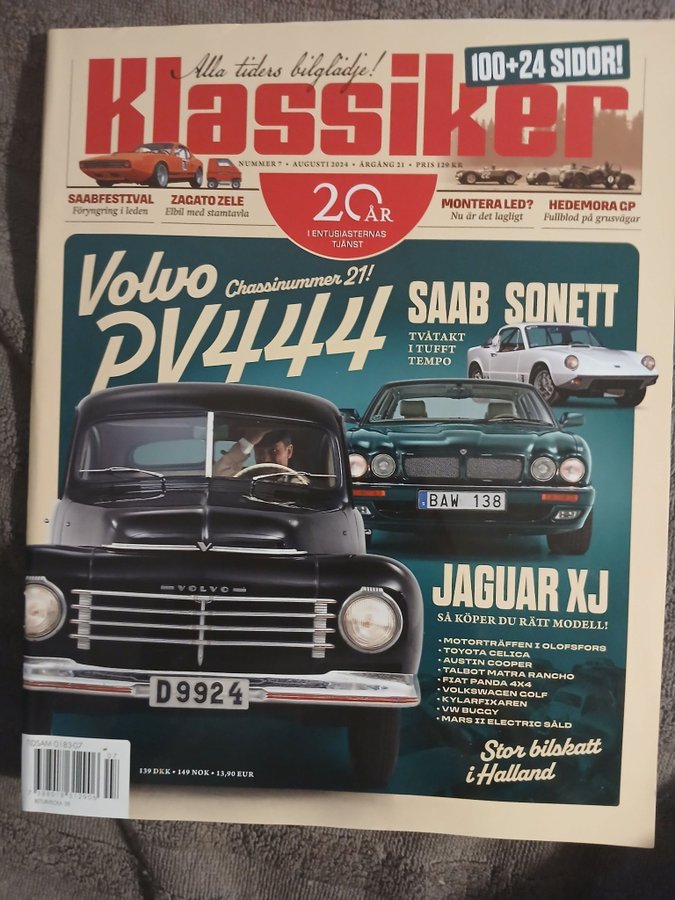 Alla tiders bilglädje!
100+24 SIDOR!
Klassiker
NUMMER 7 • AUGUSTI 2024 • ÅRGÅNG 21 • PRIS 129 KR
SAABFESTIVAL
Föryngring i leden
ZAGATO ZELE
Elbil med stamtavla
20 ÅR
I ENTUSIASTERNAS
TJÄNST
MONTERA LED?
Nu är det lagligt
HEDEMORA GP
Fullblod på grusvägar
Volvo
Chassinummer 21!
PV444
SAAB SONETT
TVÅTAKT
I TUFFT
TEMPO
BAW 138
VOLVO
D9924
JAGUAR XJ
SÅ KÖPER DU RÄTT MODELL!
• MOTORTRÄFFEN I OLOFSFORS
• TOYOTA CELICA
• AUSTIN COOPER
• TALBOT MATRA RANCHO
• FIAT PANDA 4X4
• VOLKSWAGEN GOLF
• KYLARFIXAREN
• VW BUGGY
• MARS II ELECTRIC SÅLD
Stor bilskatt
i Halland
139 DKK • 149 NOK • 13,90 EUR
07